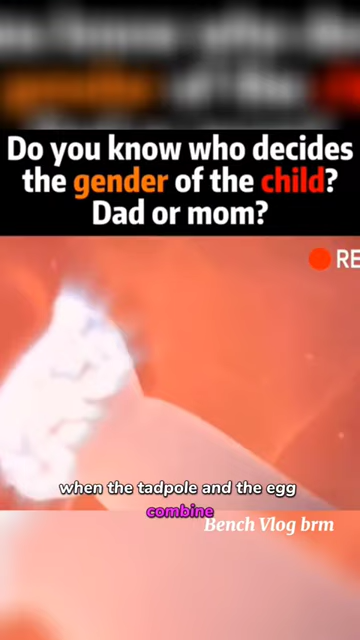 Do you know who decides
the gender of the child?
Dad or mom?
RE
when the tadpole and the egg
combine
Bench Vlog brm